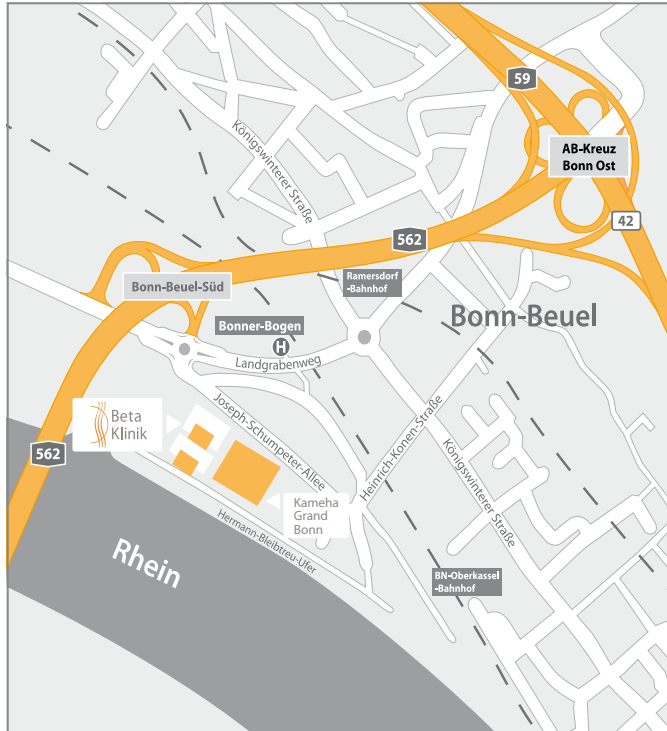 59
AB-Kreuz
Bonn Ost
Königswinterer Straße
42
562
Bonn-Beuel-Süd
Ramersdorf
-Bahnhof
Bonn-Beuel
Bonner-Bogen
H
Landgrabenweg
Beta
Klinik
Joseph-Schumpeter-Allee
562
Heinrich-Konen-Straße
Königswinterer Straße
Kameha
Grand
Bonn
Hermann-Bleibtreu-Ufer
Rhein
BN-Oberkassel
-Bahnhof